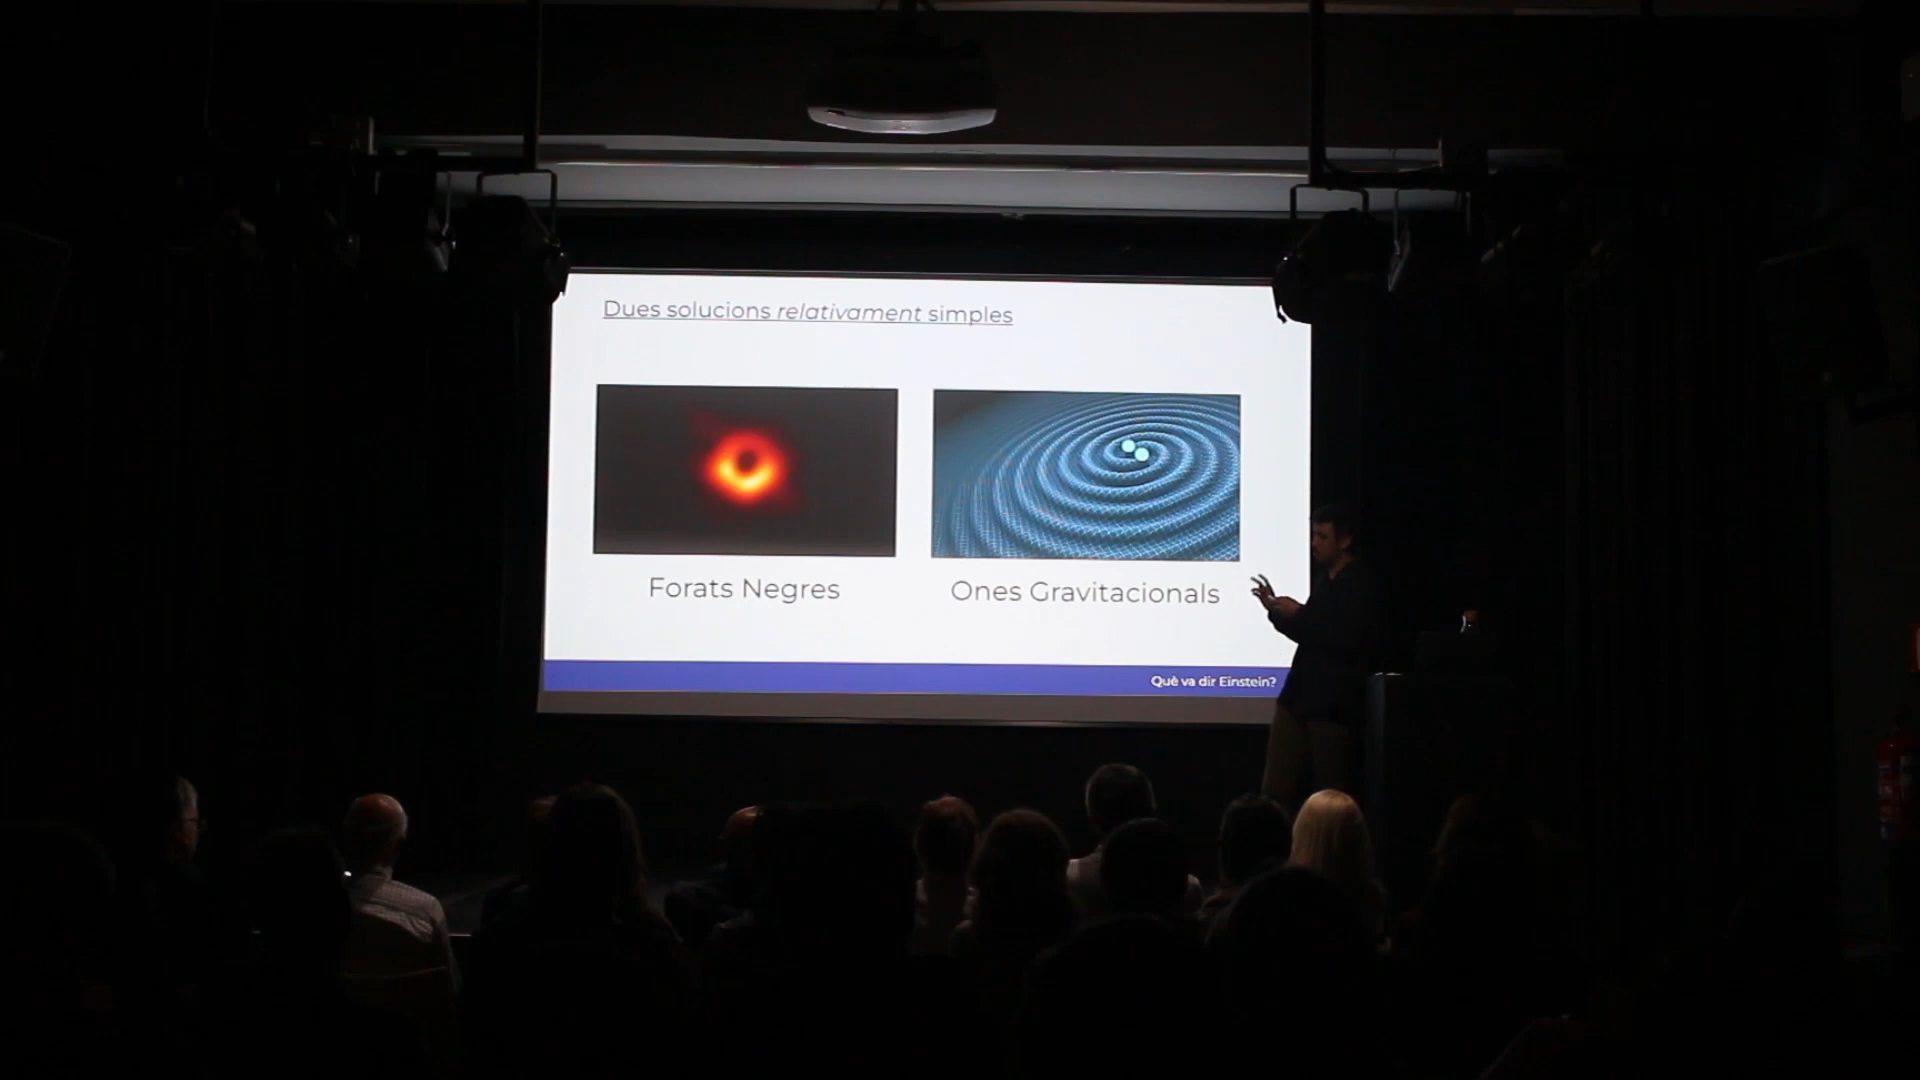 Dues solucions relativament simples
Forats Negres
Ones Gravitacionals
Què va dir Einstein?